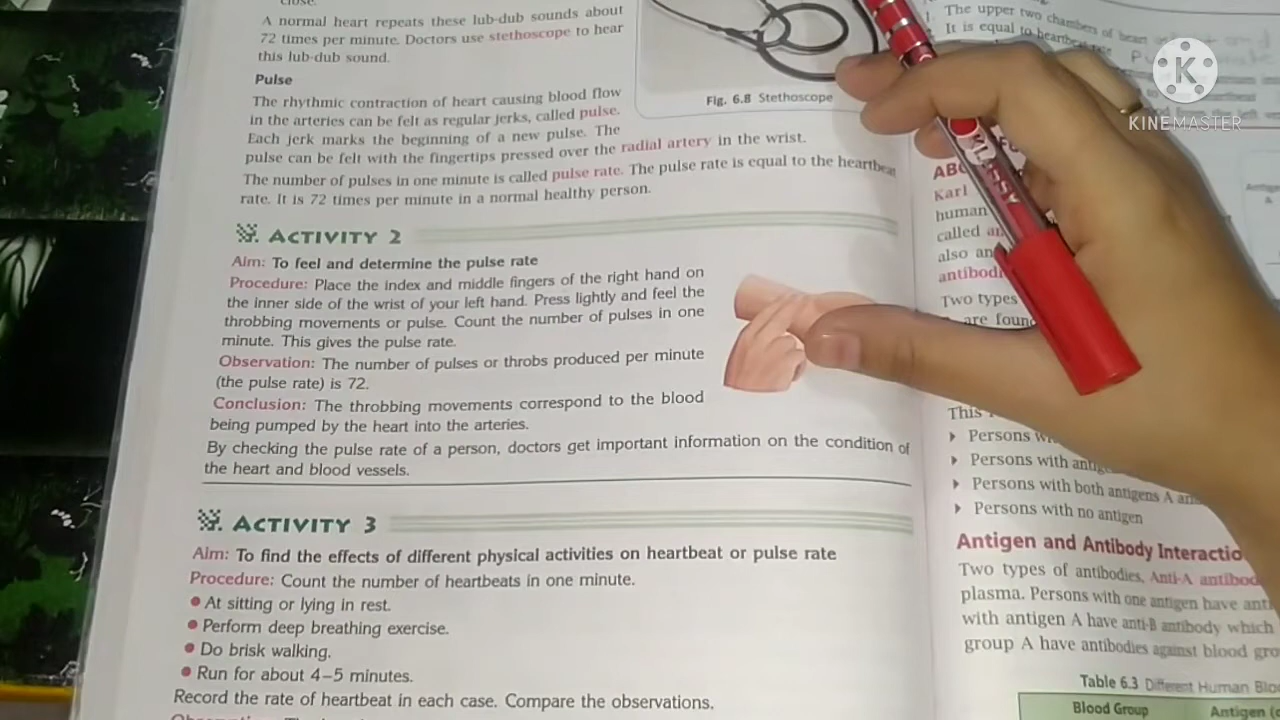 close.
A normal heart repeats these lub-dub sounds about
72 times per minute. Doctors use stethoscope to hear
this lub-dub sound.
Pulse
The rhythmic contraction of heart causing blood flow
in the arteries can be felt as regular jerks, called pulse.
Each jerk marks the beginning of a new pulse. The
pulse can be felt with the fingertips pressed over the radial artery in the wrist.
The number of pulses in one minute is called pulse rate. The pulse rate is equal to the heartbeat
rate. It is 72 times per minute in a normal healthy person.
Fig. 6.8 Stethoscope
ACTIVITY 2
Aim: To feel and determine the pulse rate
Procedure: Place the index and middle fingers of the right hand on
the inner side of the wrist of your left hand. Press lightly and feel the
throbbing movements or pulse. Count the number of pulses in one
minute. This gives the pulse rate.
Observation: The number of pulses or throbs produced per minute
(the pulse rate) is 72.
Conclusion: The throbbing movements correspond to the blood
being pumped by the heart into the arteries.
By checking the pulse rate of a person, doctors get important information on the condition of
the heart and blood vessels.
ACTIVITY 3
Aim: To find the effects of different physical activities on heartbeat or pulse rate
Procedure: Count the number of heartbeats in one minute.
• At sitting or lying in rest.
• Perform deep breathing exercise.
• Do brisk walking.
• Run for about 4–5 minutes.
Record the rate of heartbeat in each case. Compare the observations.
1. The upper two chambers of heart
It is equal to heartbeat rate
K
KINEMASTER
Karl
human
called
also
Two types
are found
Persons
Persons with
Persons with both antigens A
Persons with no antigen
Antigen and Antibody
Two types of antibodies, Anti-A
plasma. Persons with one antigen have
with antigen A have anti-B antibody which
group A have antibodies against blood
Table 6.3 Different Human
Blood Group
Antigen